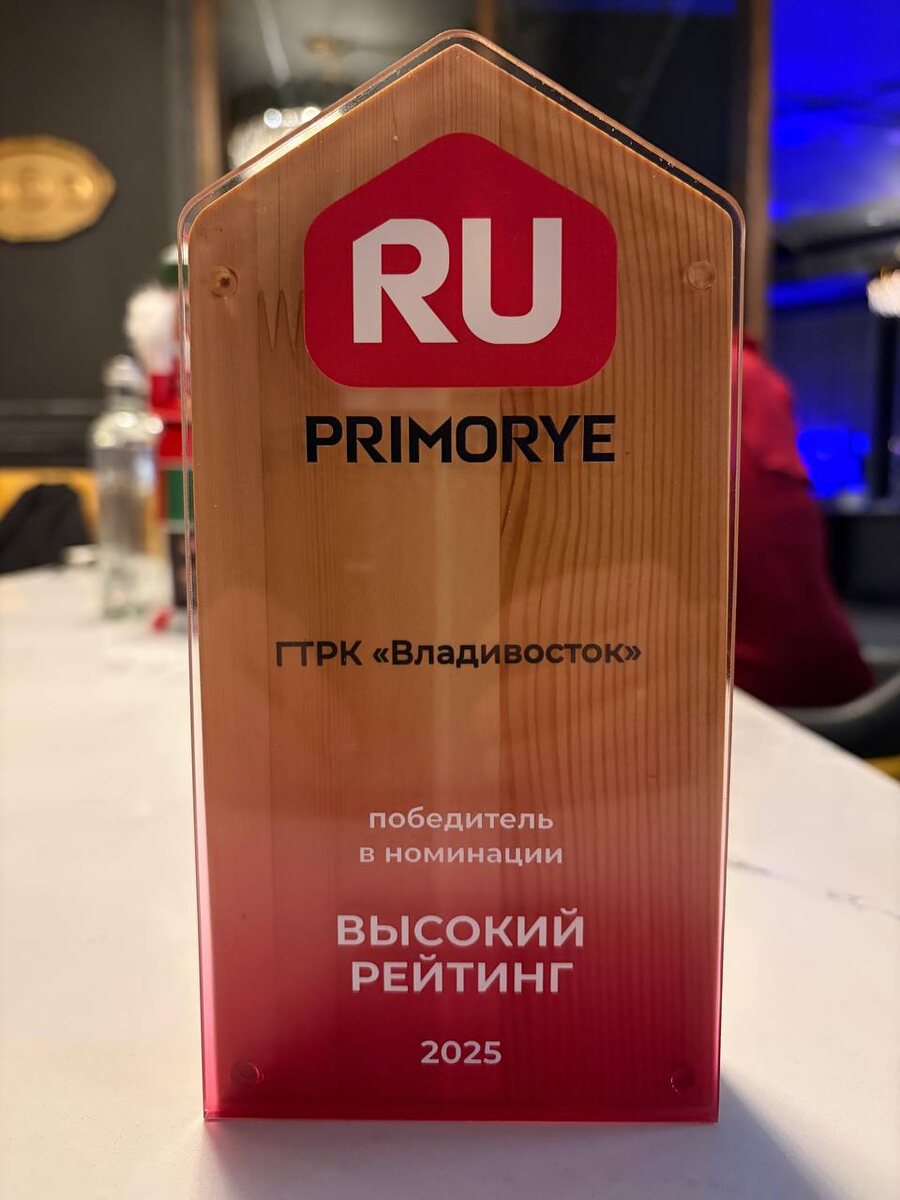 RU
PRIMORYE
ГТРК «Владивосток»
победитель
в номинации
ВЫСОКИЙ
РЕЙТИНГ
2025